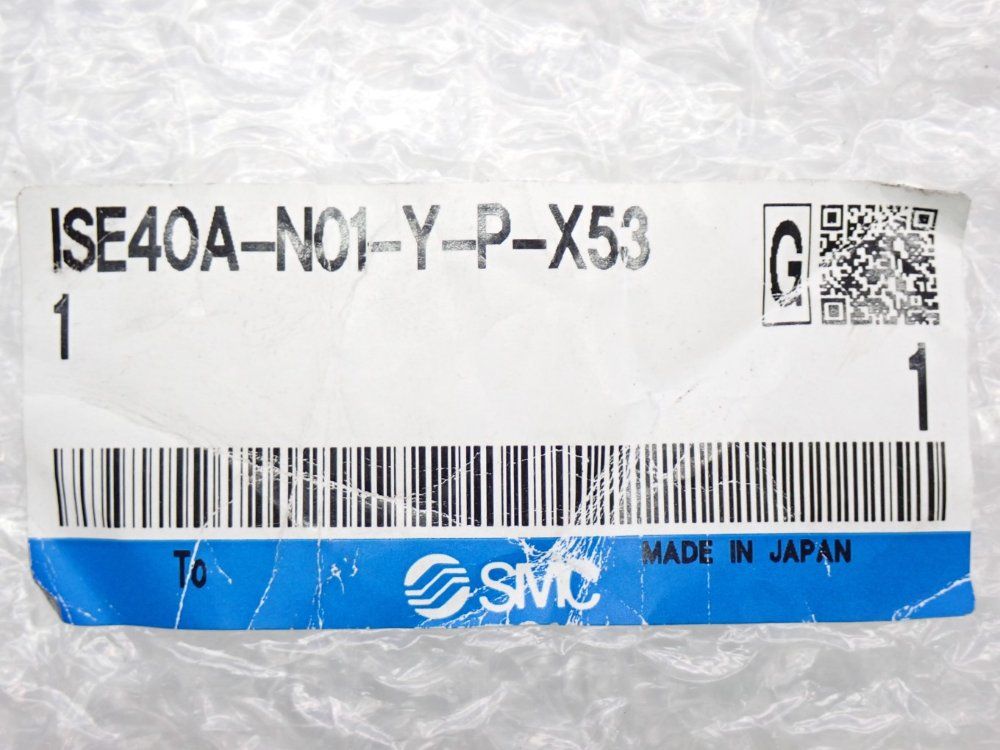 ISE40A-N01-Y-P-X53
G
1
1
To
SMC
MADE IN JAPAN